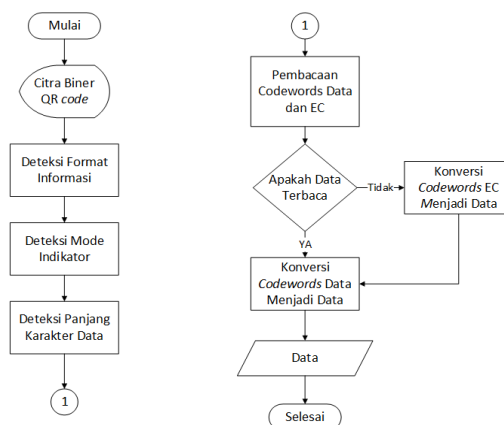 Mulai
Citra Biner
QR code
Deteksi Format
Informasi
Deteksi Mode
Indikator
Deteksi Panjang
Karakter Data
1
1
Pembacaan
Codewords Data
dan EC
Apakah Data
Terbaca
Tidak
Konversi
Codewords EC
Menjadi Data
YA
Konversi
Codewords Data
Menjadi Data
Data
Selesai